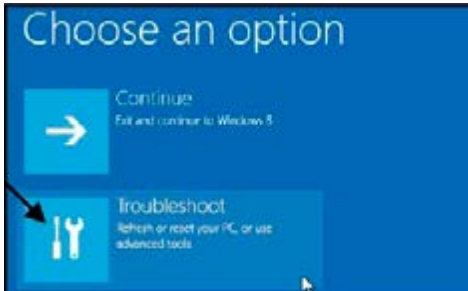 Choose an option
Continue
Exit and continue to Windows 8
Troubleshoot
Refresh or reset your PC, or use
advanced tools